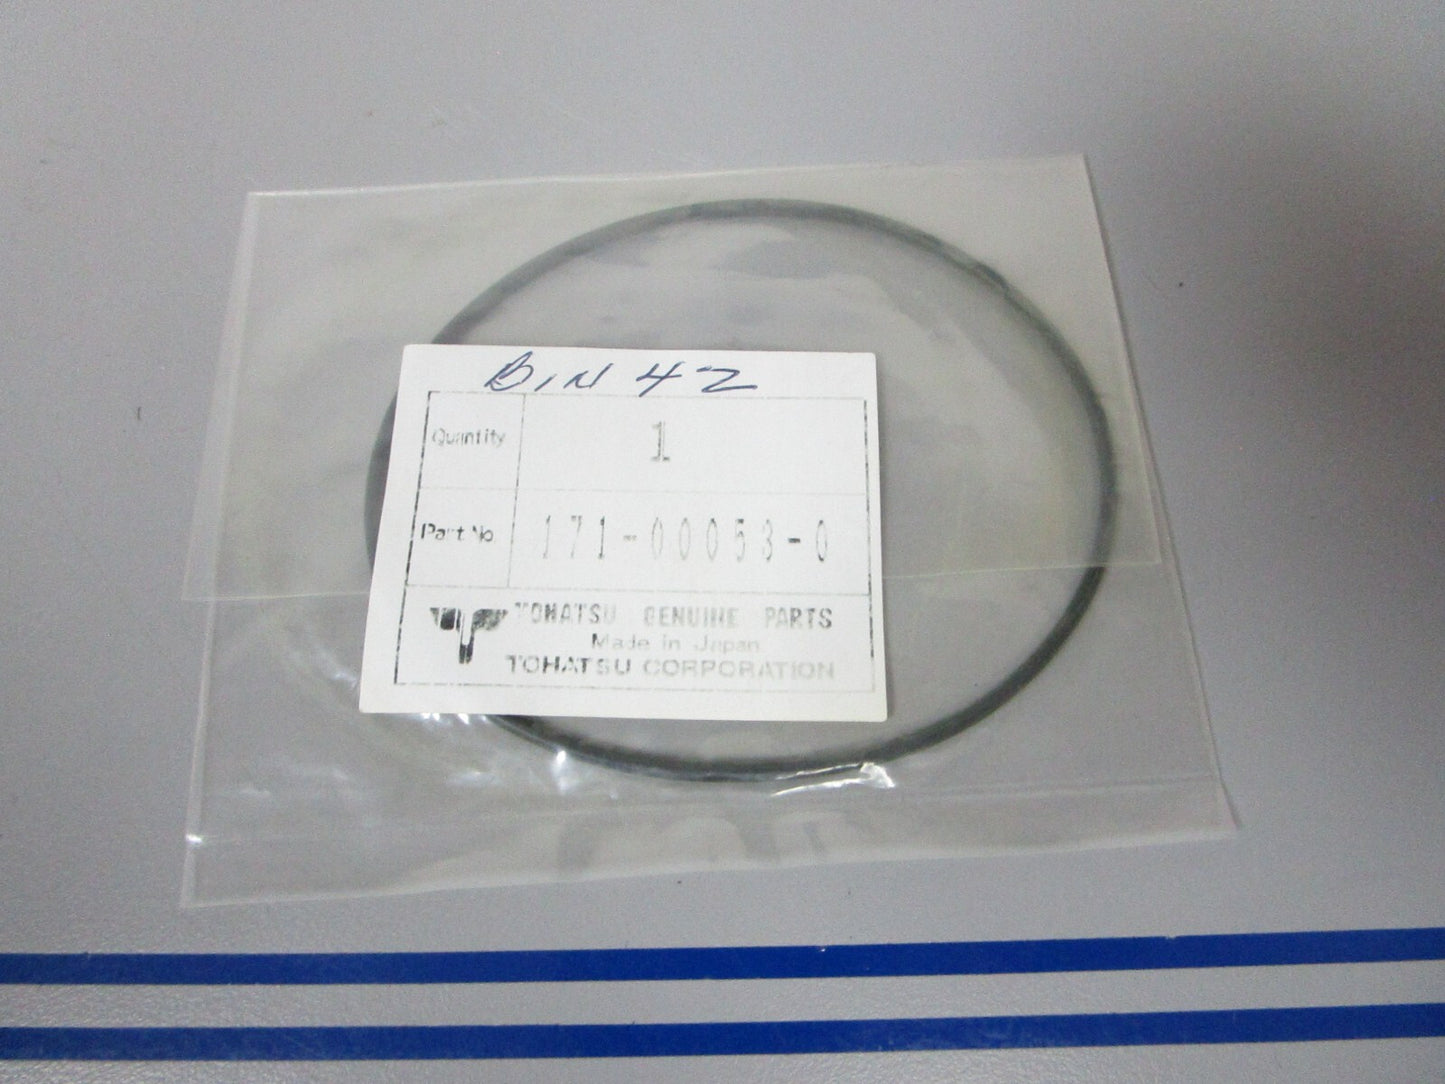 BIN 42
Quantity 1
Part No 171-00053-0
TOHATSU GENUINE PARTS
Made in Japan
TOHATSU CORPORATION